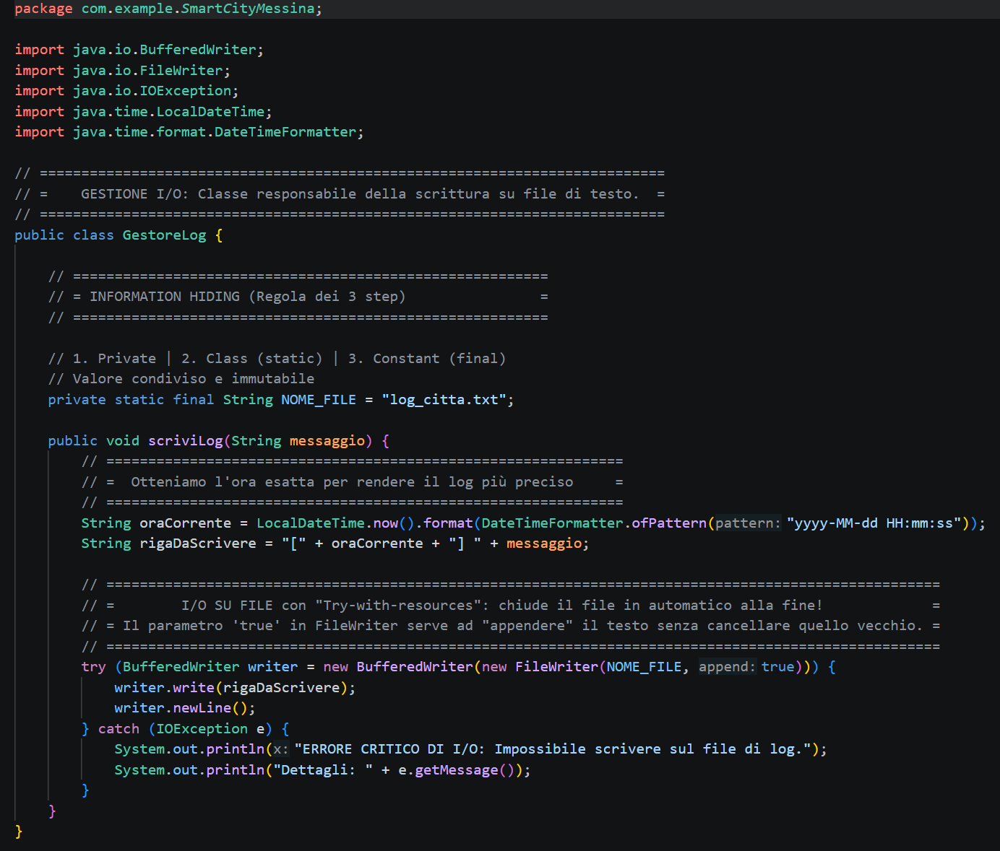 package com.example.SmartCityMessina;
import java.io.BufferedWriter;
import java.io.FileWriter;
import java.io.IOException;
import java.time.LocalDateTime;
import java.time.format.DateTimeFormatter;
// ===========================================================================
// =    GESTIONE I/O: Classe responsabile della scrittura su file di testo.  =
// ===========================================================================
public class GestoreLog {
    // =========================================================
    // = INFORMATION HIDING (Regola dei 3 step)                =
    // =========================================================
    // 1. Private | 2. Class (static) | 3. Constant (final)
    // Valore condiviso e immutabile
    private static final String NOME_FILE = "log_citta.txt";
    public void scriviLog(String messaggio) {
        // ==============================================================
        // =  Otteniamo l'ora esatta per rendere il log più preciso     =
        // ==============================================================
        String oraCorrente = LocalDateTime.now().format(DateTimeFormatter.ofPattern(pattern: "yyyy-MM-dd HH:mm:ss"));
        String rigaDaScrivere = "[" + oraCorrente + "] " + messaggio;
        // ====================================================================================================
        // =        I/O SU FILE con "Try-with-resources": chiude il file in automatico alla fine!             =
        // = Il parametro 'true' in FileWriter serve ad "appendere" il testo senza cancellare quello vecchio. =
        // ====================================================================================================
        try (BufferedWriter writer = new BufferedWriter(new FileWriter(NOME_FILE, append: true))) {
            writer.write(rigaDaScrivere);
            writer.newLine();
        } catch (IOException e) {
            System.out.println(x: "ERRORE CRITICO DI I/O: Impossibile scrivere sul file di log.");
            System.out.println("Dettagli: " + e.getMessage());
        }
    }
}